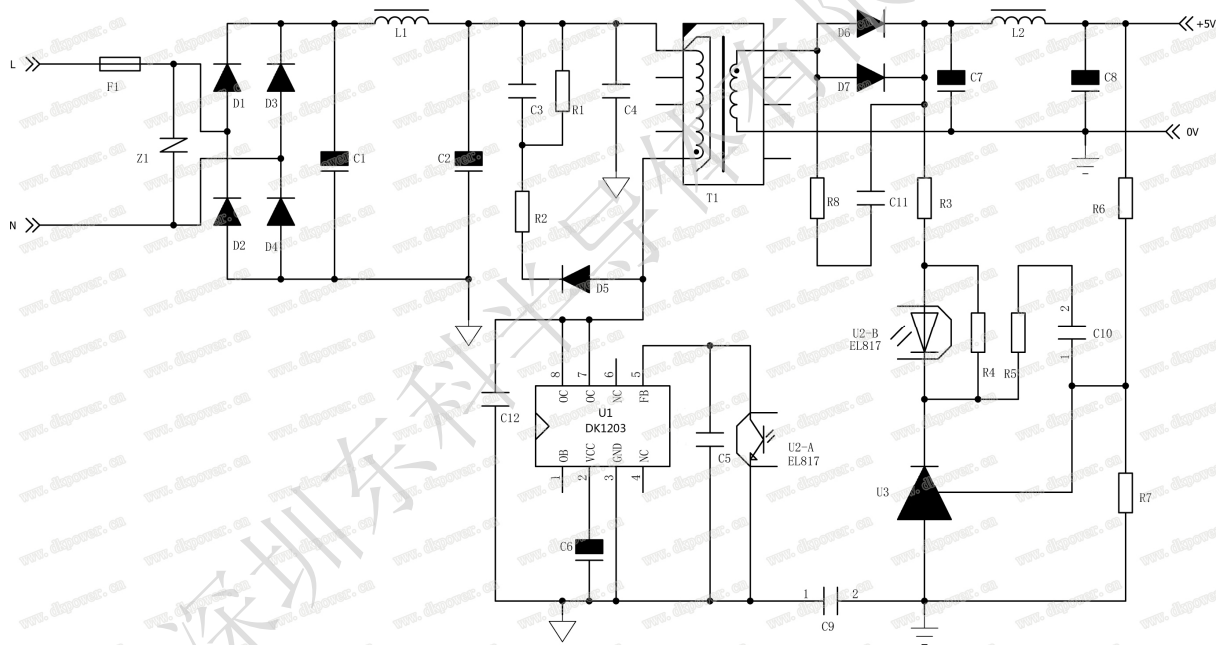 +5V
L1
L2
D6
L
F1
D1
D3
C3
R1
C4
D7
C7
C8
0V
Z1
C1
C2
T1
R8
C11
R3
R6
N
D2
D4
R2
D5
U2-B
EL817
R4
R5
2
C10
1
8
7
6
5
OC
OC
NC
FB
C12
U1
DK1203
OB
VCC
GND
NC
1
2
3
4
C5
U2-A
EL817
U3
R7
C6
1
2
C9
www.dkpower.cn
深圳东科半导体有限